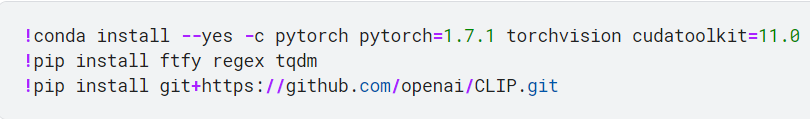 !conda install --yes -c pytorch pytorch=1.7.1 torchvision cudatoolkit=11.0
!pip install ftfy regex tqdm
!pip install git+https://github.com/openai/CLIP.git